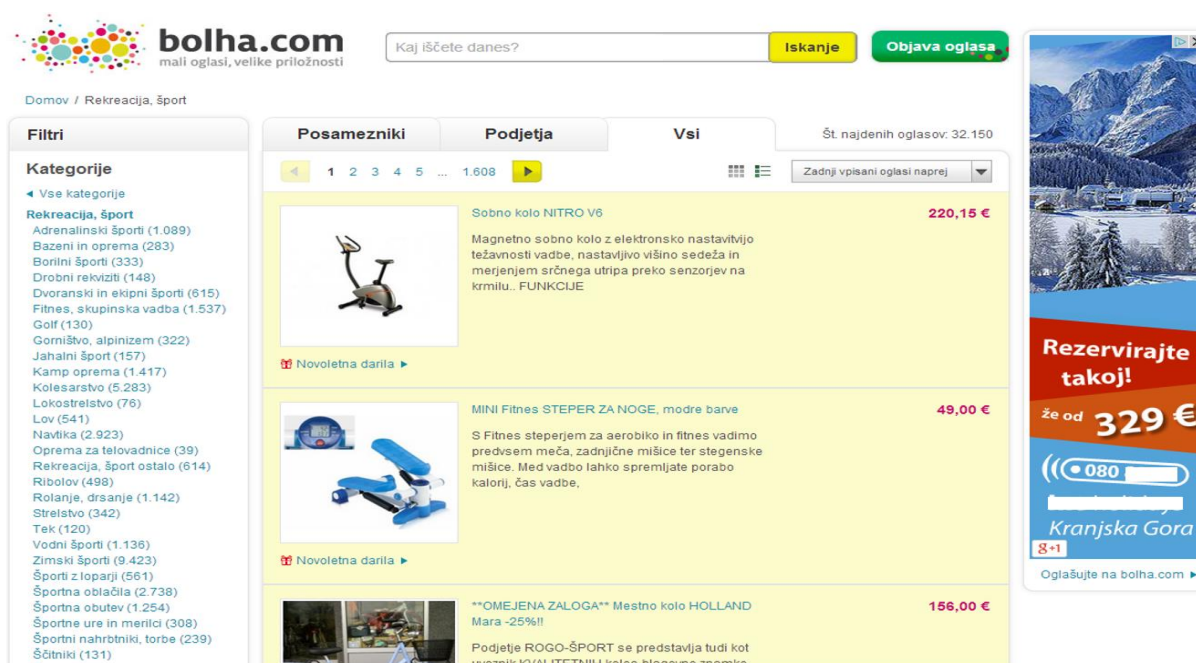 bolha.com
mali oglasi, velike priložnosti
Kaj iščete danes?
Iskanje
Objava oglasa
Domov / Rekreacija, šport
Filtri
Kategorije
Vse kategorije
Rekreacija, šport
Adrenalinski športi (1.089)
Bazeni in oprema (283)
Borilni športi (333)
Drobni rekviziti (148)
Dvoranski in ekipni športi (615)
Fitnes, skupinska vadba (1.537)
Golf (130)
Gorništvo, alpinizem (322)
Jahalni šport (157)
Kamp oprema (1.417)
Kolesarstvo (5.283)
Lokostrelstvo (76)
Lov (541)
Navtika (2.923)
Oprema za telovadnice (39)
Rekreacija, šport ostalo (614)
Ribolov (498)
Rolanje, drsanje (1.142)
Strelstvo (342)
Tek (120)
Vodni športi (1.136)
Zimski športi (9.423)
Športi z loparji (561)
Športna oblačila (2.738)
Športna obutev (1.254)
Športne ure in merilci (308)
Športni nahrbtniki, torbe (239)
Ščitniki (131)
Posamezniki
Podjetja
Vsi
Št. najdenih oglasov: 32.150
1 2 3 4 5 ... 1.608
Zadnji vpisani oglasi naprej
Sobno kolo NITRO V6
220,15 €
Magnetno sobno kolo z elektronsko nastavitvijo
težavnosti vadbe, nastavljivo višino sedeža in
merjenjem srčnega utripa preko senzorjev na
krmilu.. FUNKCIJE
Novoletna darila
MINI Fitnes STEPER ZA NOGE, modre barve
49,00 €
S Fitnes steperjem za aerobiko in fitnes vadimo
predvsem meča, zadnjične mišice ter stegenske
mišice. Med vadbo lahko spremljate porabo
kalorij, čas vadbe,
Novoletna darila
**OMEJENA ZALOGA** Mestno kolo HOLLAND
Mara -25%!!
156,00 €
Podjetje ROGO-ŠPORT se predstavlja tudi kot
Rezervirajte
takoj!
že od 329 €
080
Kranjska Gora
g+1
Oglašujte na bolha.com